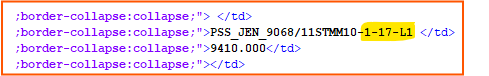 ;border-collapse:collapse;"> </td>
;border-collapse:collapse;">PSS_JEN_9068/11STMM10-1-17-L1 </td>
;border-collapse:collapse;">9410.000</td>
;border-collapse:collapse;"></td>